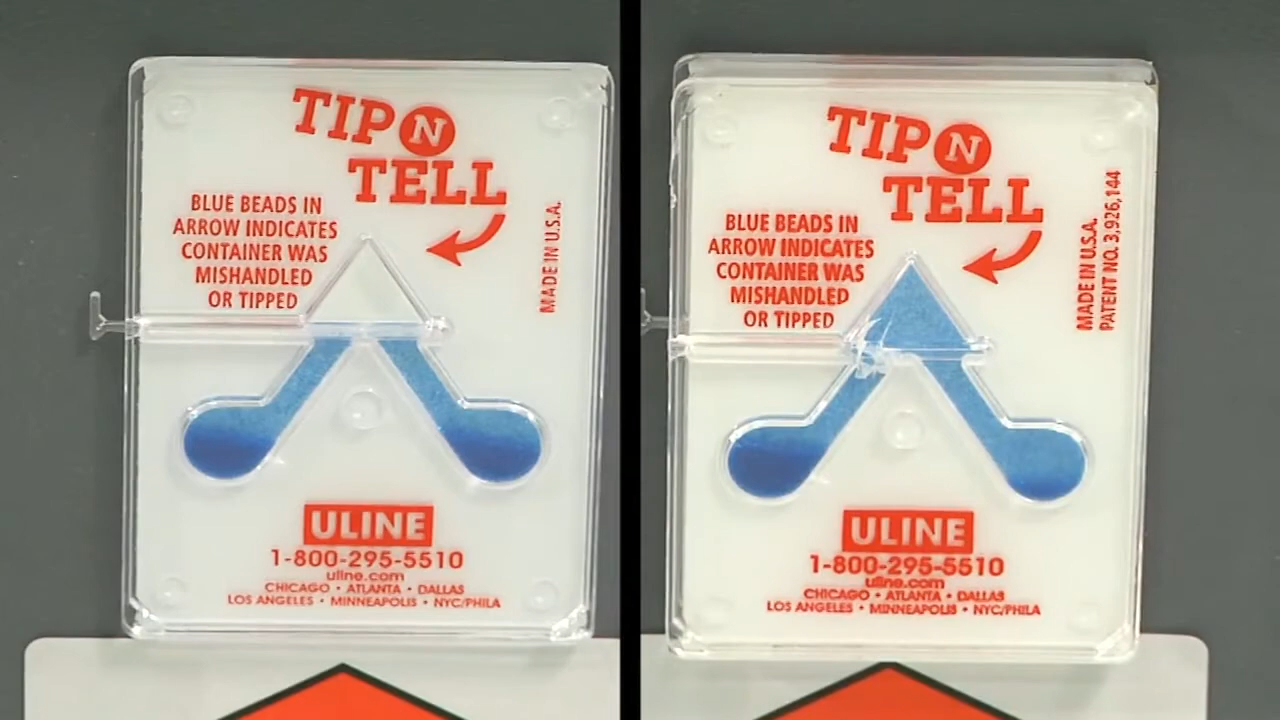 TIP N
TELL
BLUE BEADS IN
ARROW INDICATES
CONTAINER WAS
MISHANDLED
OR TIPPED
MADE IN U.S.A.
ULINE
1-800-295-5510
uline.com
CHICAGO • ATLANTA • DALLAS
LOS ANGELES • MINNEAPOLIS • NYC/PHILA
TIP N
TELL
BLUE BEADS IN
ARROW INDICATES
CONTAINER WAS
MISHANDLED
OR TIPPED
MADE IN U.S.A.
PATENT NO. 3,926,144
ULINE
1-800-295-5510
uline.com
CHICAGO • ATLANTA • DALLAS
LOS ANGELES • MINNEAPOLIS • NYC/PHILA